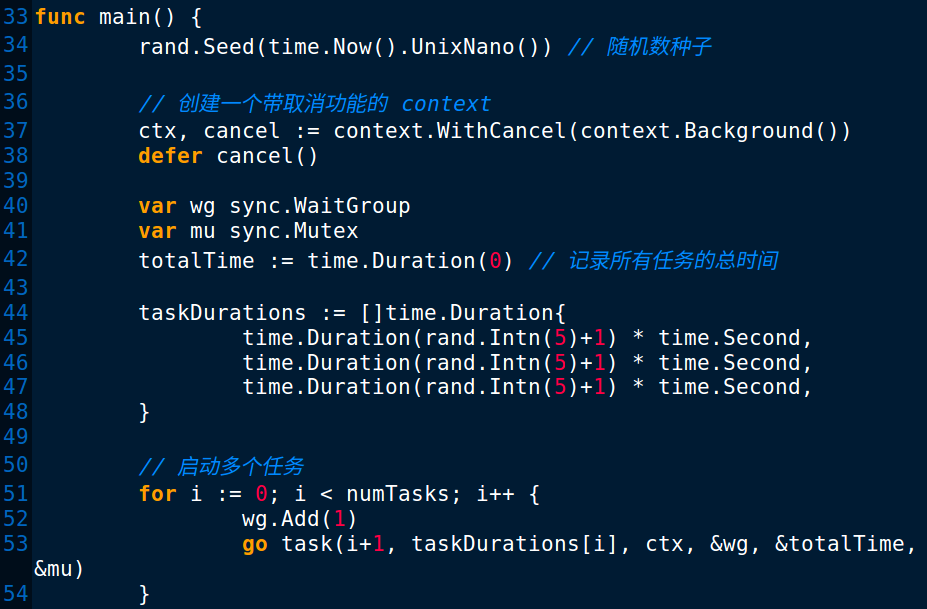 33 func main() {
34 rand.Seed(time.Now().UnixNano()) // 随机数种子
35
36 // 创建一个带取消功能的 context
37 ctx, cancel := context.WithCancel(context.Background())
38 defer cancel()
39
40 var wg sync.WaitGroup
41 var mu sync.Mutex
42 totalTime := time.Duration(0) // 记录所有任务的总时间
43
44 taskDurations := []time.Duration{
45 time.Duration(rand.Intn(5)+1) * time.Second,
46 time.Duration(rand.Intn(5)+1) * time.Second,
47 time.Duration(rand.Intn(5)+1) * time.Second,
48 }
49
50 // 启动多个任务
51 for i := 0; i < numTasks; i++ {
52 wg.Add(1)
53 go task(i+1, taskDurations[i], ctx, &wg, &totalTime,
&mu)
54 }